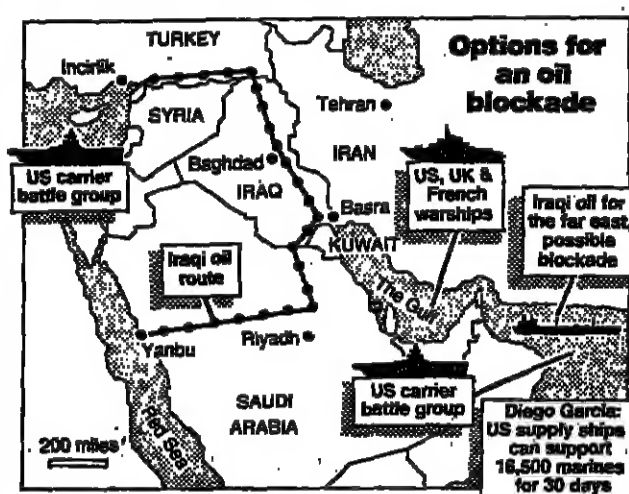 Options for
an oil
blockade
TURKEY
Incirlik
SYRIA
Tehran
IRAN
US carrier
battle group
Baghdad
IRAQ
US, UK &
French
warships
Basra
KUWAIT
Iraqi oil for
the far east,
possible
blockade
Iraqi oil
route
The Gulf
Yanbu
Riyadh
US carrier
battle group
SAUDI
ARABIA
Red Sea
200 miles
Diego Garcia:
US supply ships
can support
16,500 marines
for 30 days